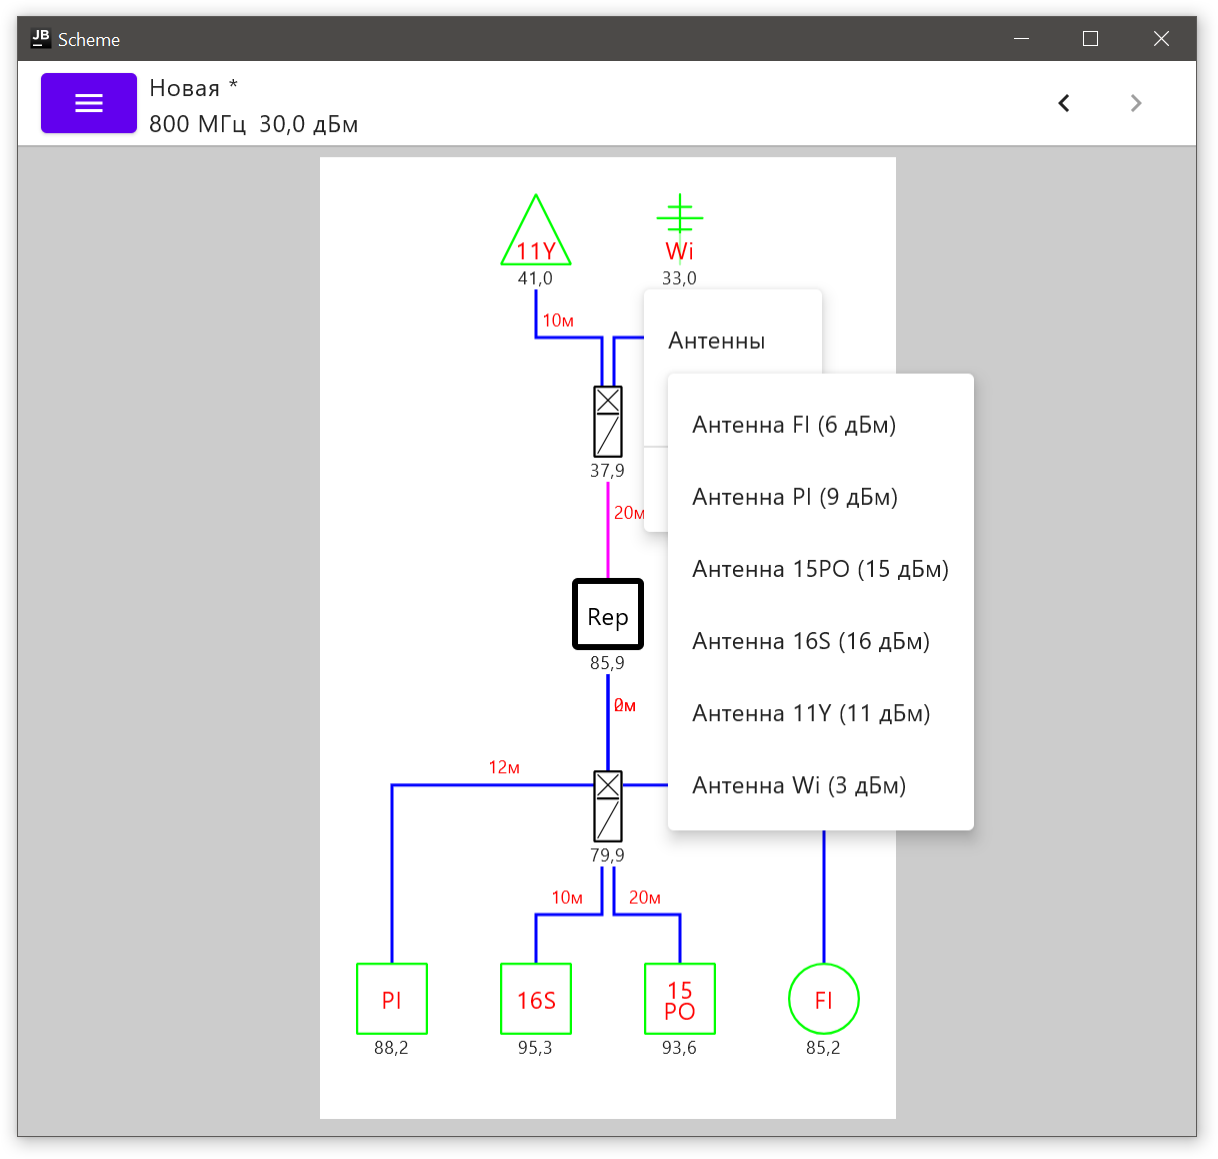 JB Scheme
Новая *
800 МГц 30,0 дБм
11Y
Wi
41,0
33,0
10м
Антенны
Антенна FI (6 дБм)
37,9
Антенна PI (9 дБм)
20м
Антенна 15PO (15 дБм)
Rep
Антенна 16S (16 дБм)
85,9
Антенна 11Y (11 дБм)
12м
Антенна Wi (3 дБм)
79,9
10м
20м
PI
16S
15
PO
FI
88,2
95,3
93,6
85,2